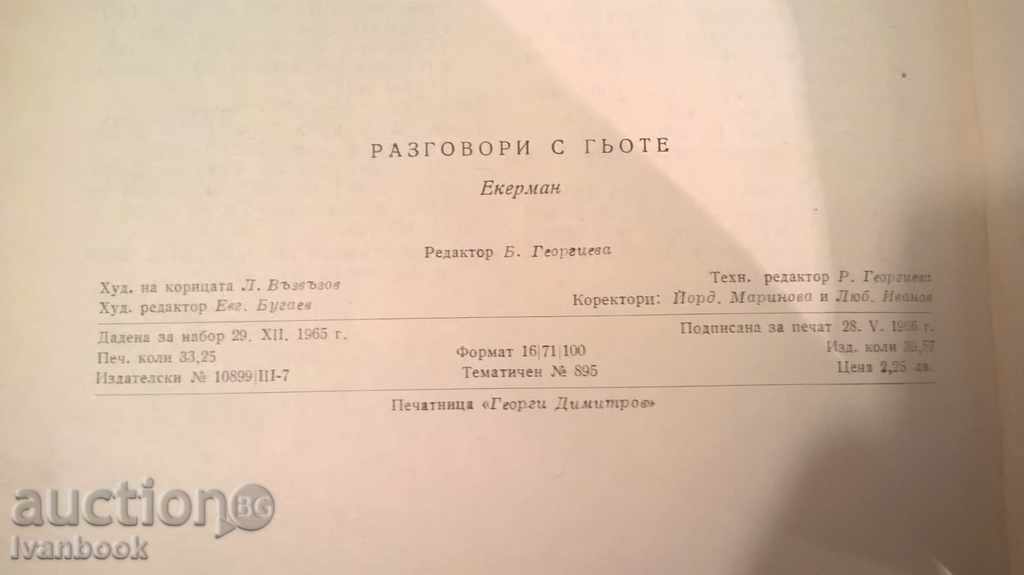 РАЗГОВОРИ С ГЬОТЕ
Екерман
Редактор Б. Георгиева
Худ. на корицата Л. Възвъзов
Техн. редактор Р. Георгиева
Худ. редактор Евг. Бугаев
Коректори: Йорд. Маринова и Люб. Иванов
Дадена за набор 29. XII. 1965 г.
Подписана за печат 28. V. 1966 г.
Печ. коли 33,25
Формат 16|71|100
Изд. коли
Издателски № 10899|III-7
Тематичен № 895
Цена 2,25 лв.
Печатница «Георги Димитров»
auction BG
Ivanbook